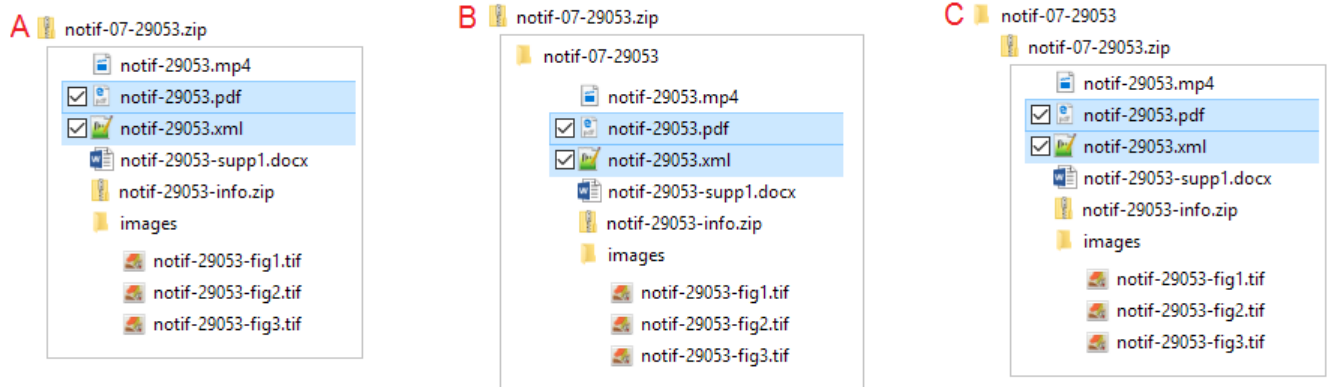 A notif-07-29053.zip
notif-29053.mp4
notif-29053.pdf
notif-29053.xml
notif-29053-supp1.docx
notif-29053-info.zip
images
notif-29053-fig1.tif
notif-29053-fig2.tif
notif-29053-fig3.tif
B notif-07-29053.zip
notif-07-29053
notif-29053.mp4
notif-29053.pdf
notif-29053.xml
notif-29053-supp1.docx
notif-29053-info.zip
images
notif-29053-fig1.tif
notif-29053-fig2.tif
notif-29053-fig3.tif
C notif-07-29053
notif-07-29053.zip
notif-29053.mp4
notif-29053.pdf
notif-29053.xml
notif-29053-supp1.docx
notif-29053-info.zip
images
notif-29053-fig1.tif
notif-29053-fig2.tif
notif-29053-fig3.tif